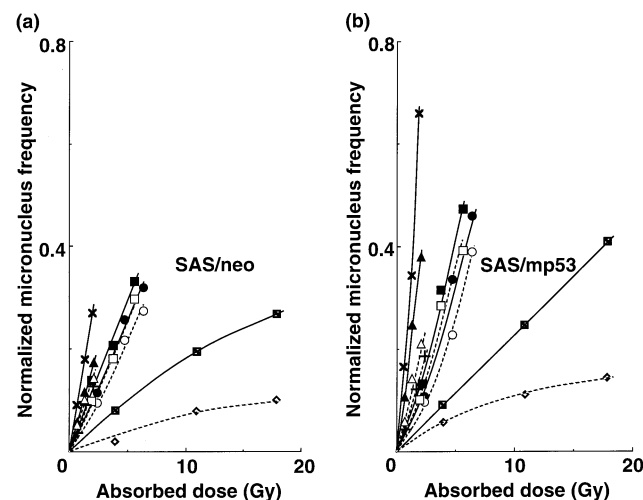 (a)
Normalized micronucleus frequency
0.8
0.4
0
10
20
SAS/neo
Absorbed dose (Gy)
(b)
Normalized micronucleus frequency
0.8
0.4
0
10
20
SAS/mp53
Absorbed dose (Gy)